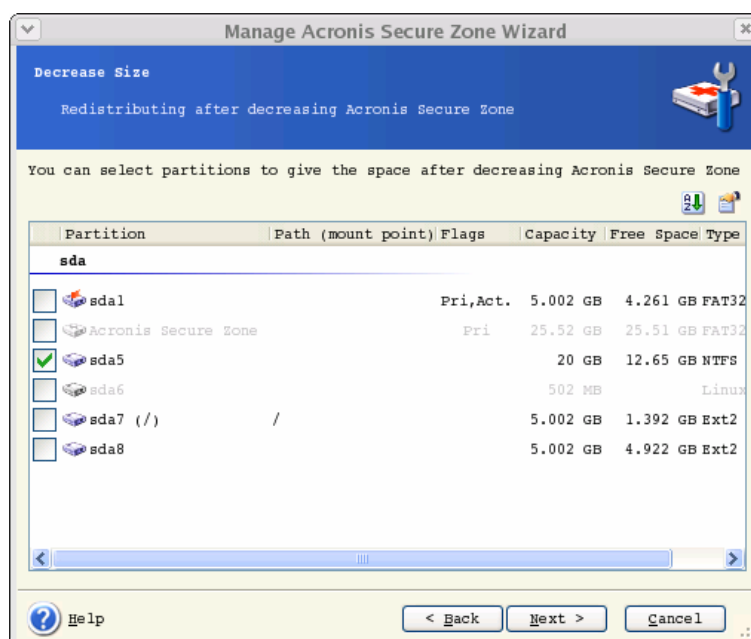 Manage Acronis Secure Zone Wizard
Decrease Size
Redistributing after decreasing Acronis Secure Zone
You can select partitions to give the space after decreasing Acronis Secure Zone
Partition Path (mount point) Flags Capacity Free Space Type
sda
sda1 Pri,Act. 5.002 GB 4.261 GB FAT32
Acronis Secure Zone Pri 25.52 GB 25.51 GB FAT32
sda5 20 GB 12.65 GB NTFS
sda6 502 MB Linux
sda7 (/) / 5.002 GB 1.392 GB Ext2
sda8 5.002 GB 4.922 GB Ext2
Help < Back Next > Cancel